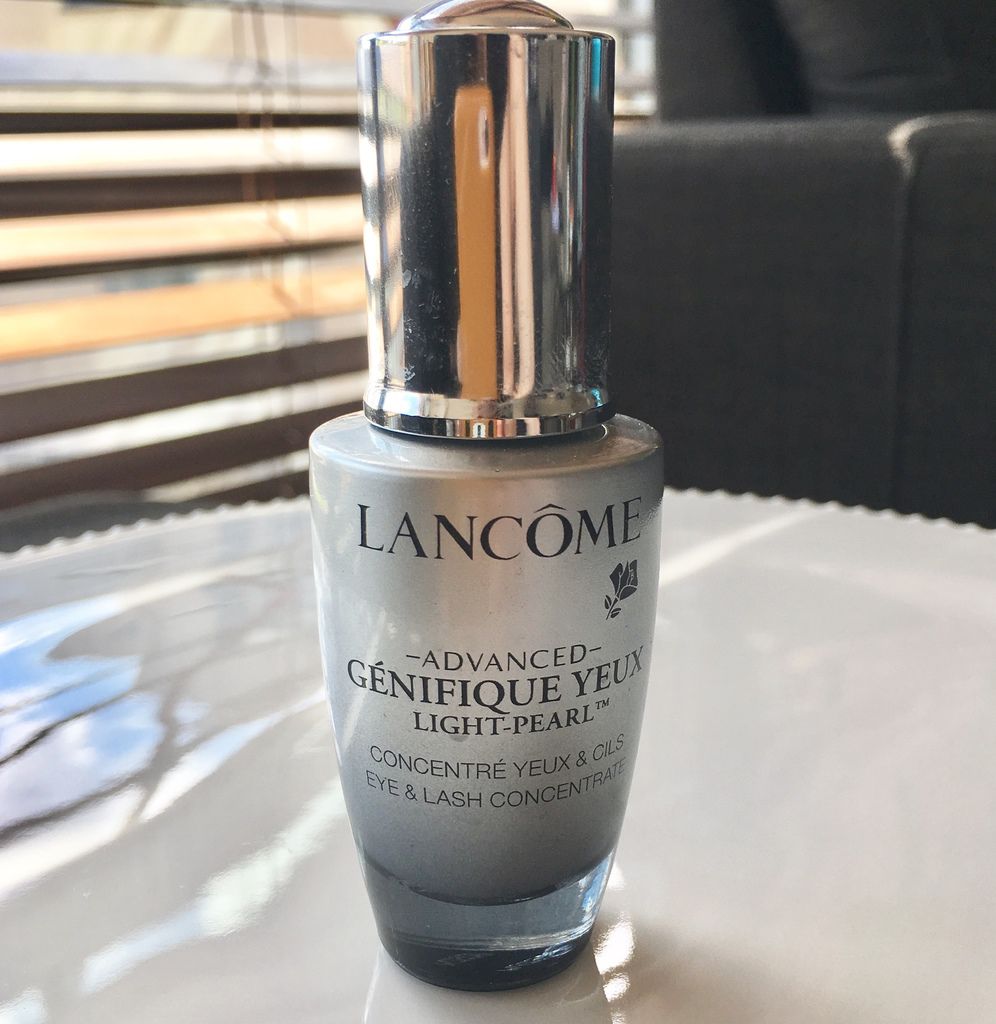 LANCÔME
-ADVANCED-
GÉNIFIQUE YEUX
LIGHT-PEARL™
CONCENTRÉ YEUX & CILS
EYE & LASH CONCENTRATE